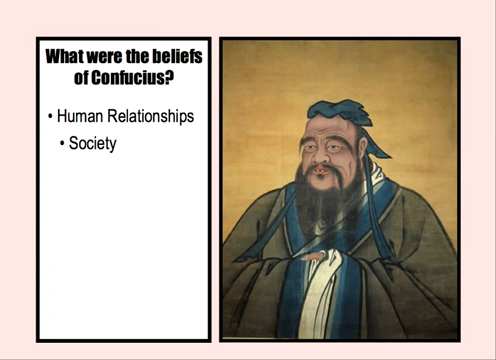 What were the beliefs
of Confucius?
• Human Relationships
• Society